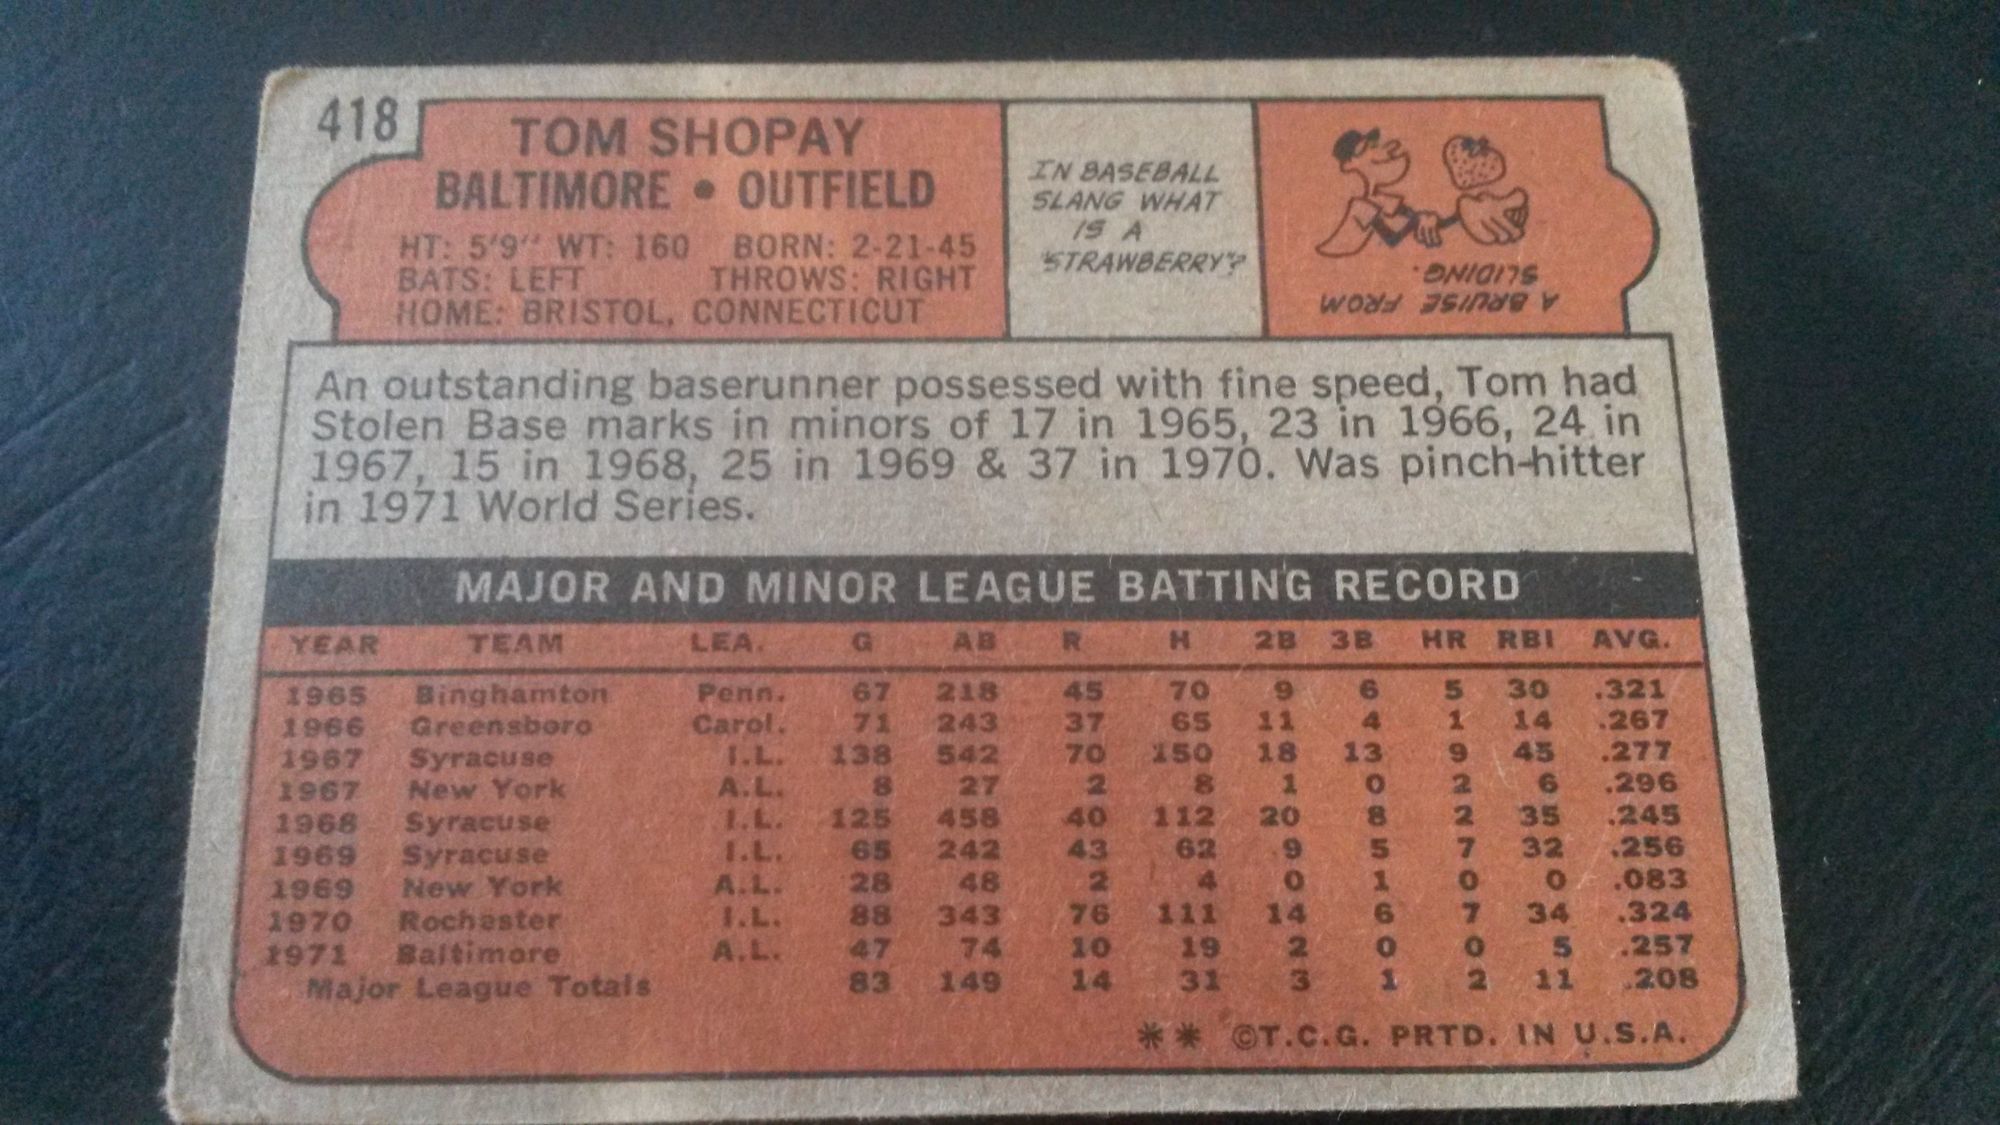 418
TOM SHOPAY
BALTIMORE • OUTFIELD
HT: 5'9" WT: 160 BORN: 2-21-45
BATS: LEFT THROWS: RIGHT
HOME: BRISTOL, CONNECTICUT
IN BASEBALL
SLANG WHAT
IS A
"STRAWBERRY"?
A BRUISE FROM
SLIDING.
An outstanding baserunner possessed with fine speed, Tom had
Stolen Base marks in minors of 17 in 1965, 23 in 1966, 24 in
1967, 15 in 1968, 25 in 1969 & 37 in 1970. Was pinch-hitter
in 1971 World Series.
MAJOR AND MINOR LEAGUE BATTING RECORD
YEAR TEAM LEA. G AB R H 2B 3B HR RBI AVG.
1965 Binghamton Penn. 67 218 45 70 9 6 5 30 .321
1966 Greensboro Carol. 71 243 37 65 11 4 1 14 .267
1967 Syracuse I.L. 138 542 70 150 18 13 9 45 .277
1967 New York A.L. 8 27 2 8 1 0 2 6 .296
1968 Syracuse I.L. 125 458 40 112 20 8 2 35 .245
1969 Syracuse I.L. 65 242 43 62 9 5 7 32 .256
1969 New York A.L. 28 48 2 4 0 1 0 0 .083
1970 Rochester I.L. 88 343 76 111 14 6 7 34 .324
1971 Baltimore A.L. 47 74 10 19 2 0 0 5 .257
Major League Totals 83 149 14 31 3 1 2 11 .208
** ©T.C.G. PRTD. IN U.S.A.